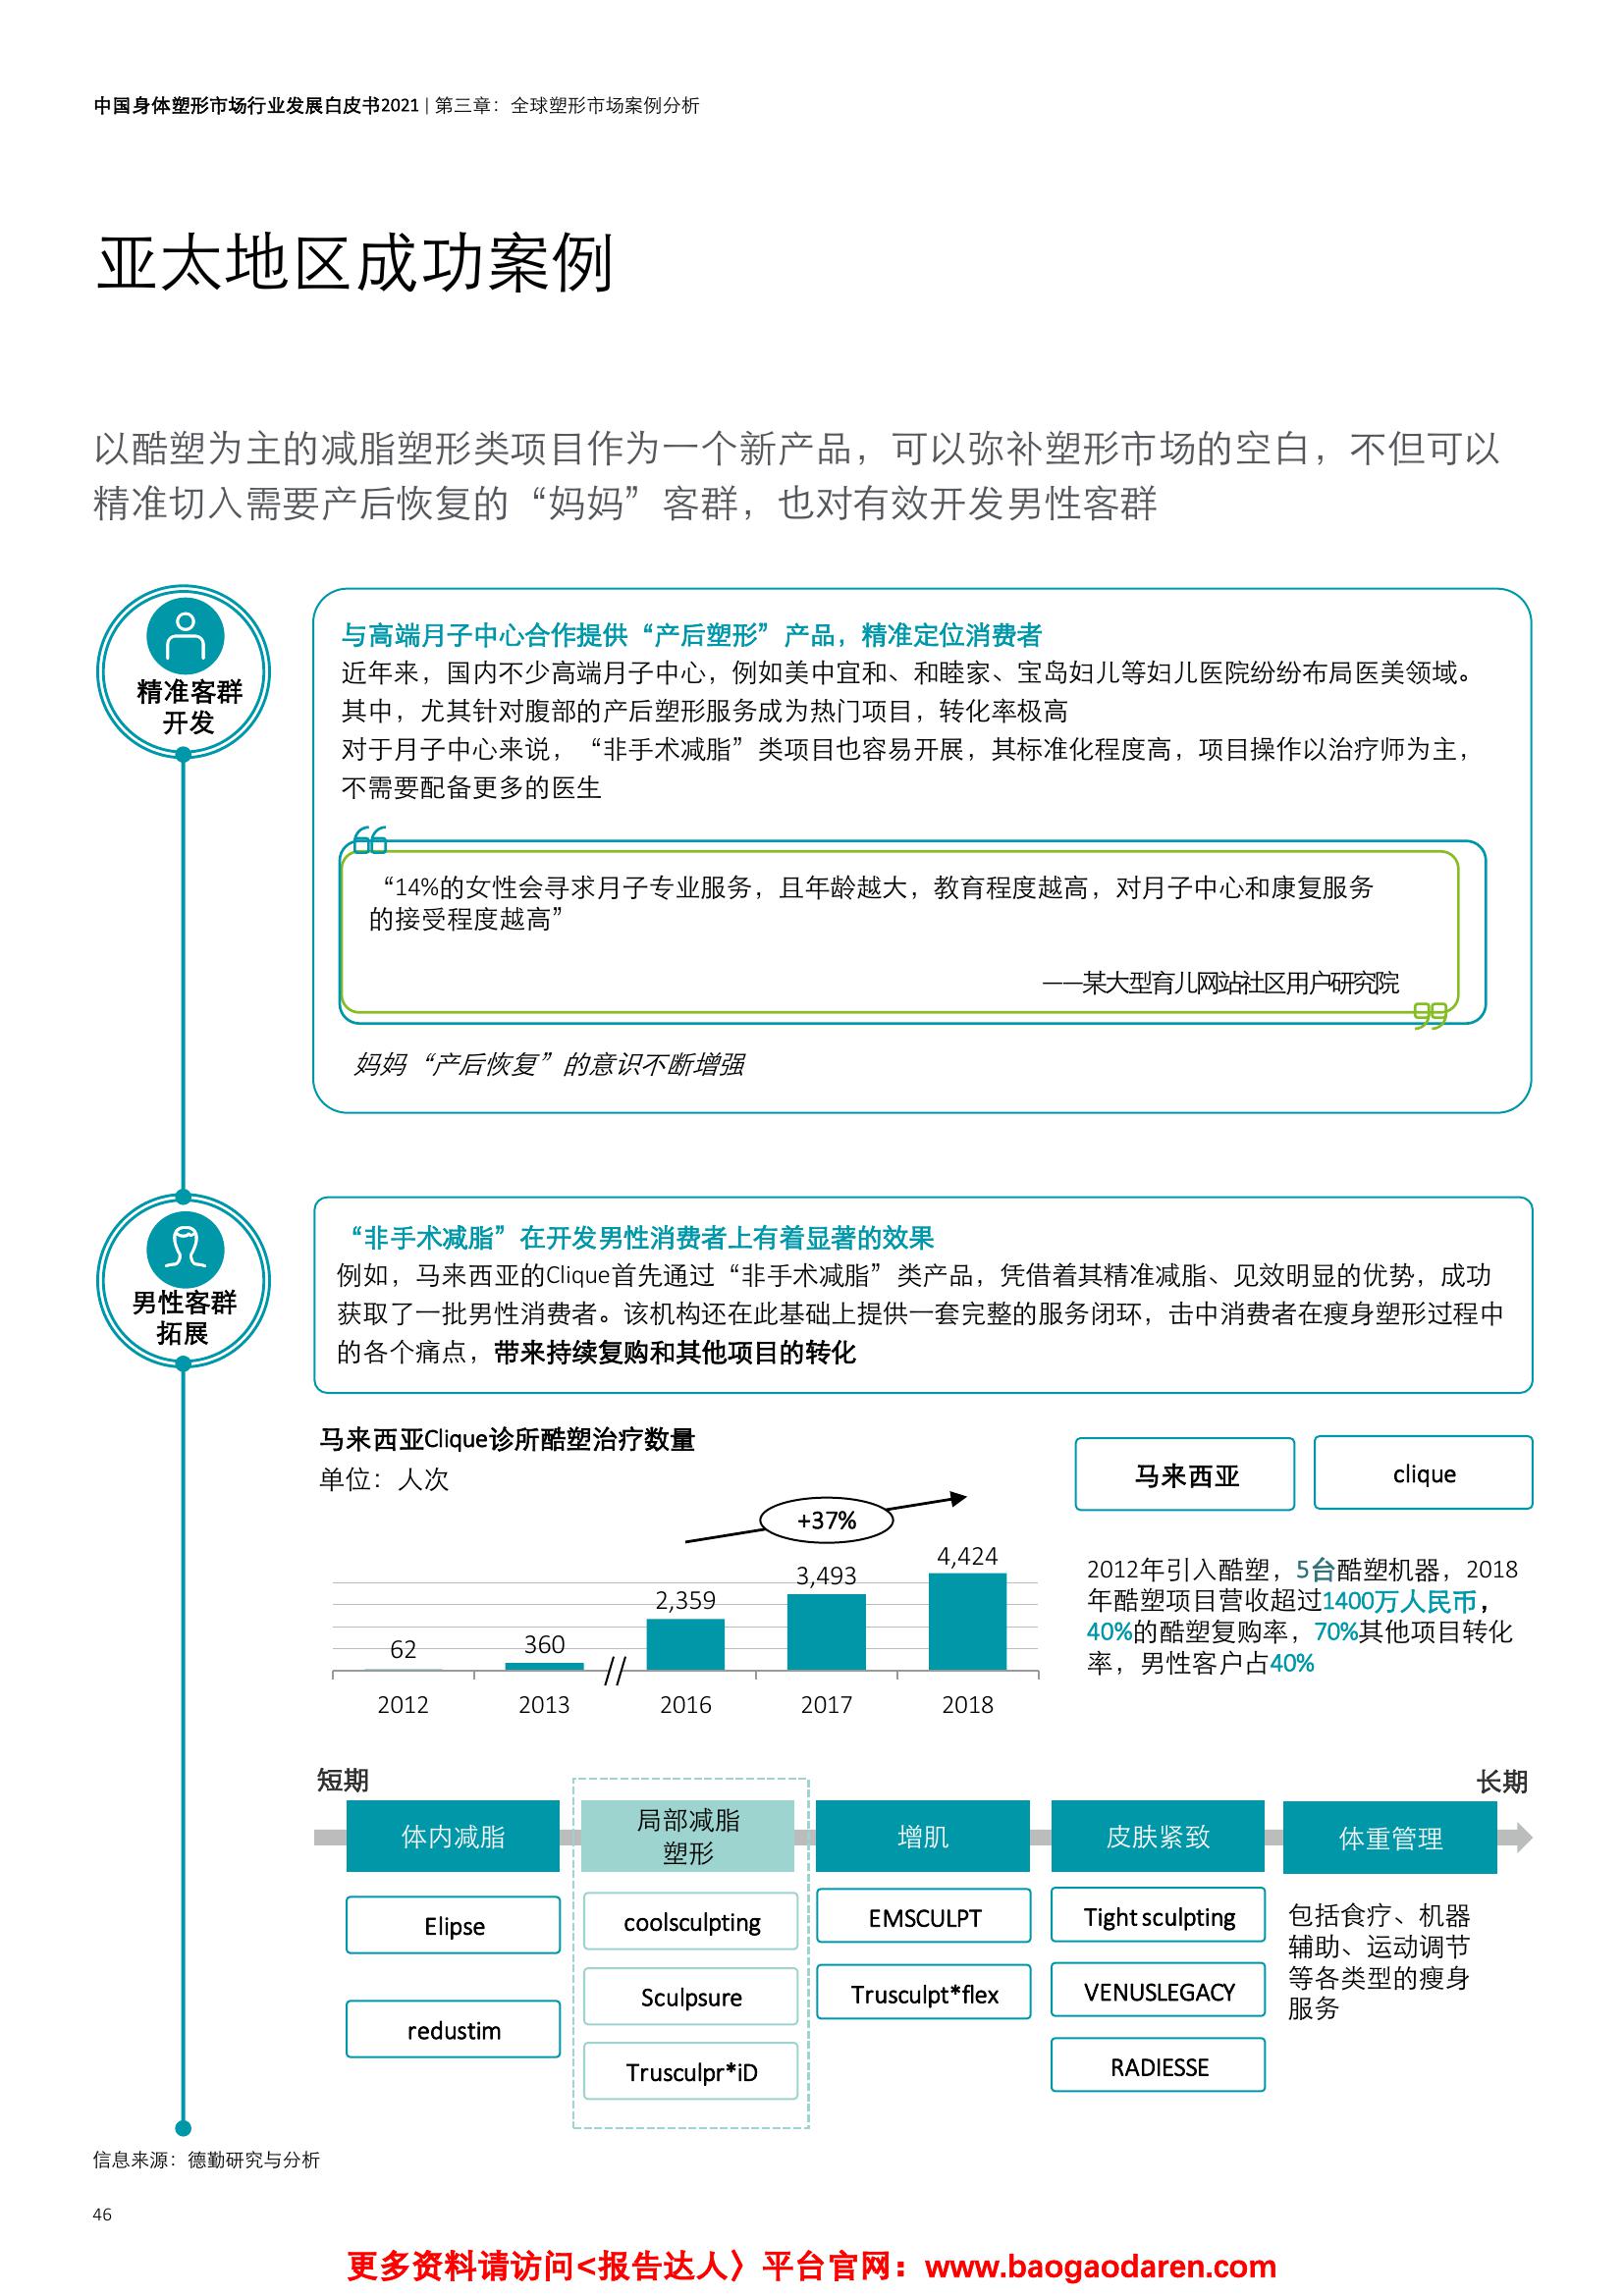 中国身体塑形市场行业发展白皮书2021 | 第三章：全球塑形市场案例分析
亚太地区成功案例
以酷塑为主的减脂塑形类项目作为一个新产品，可以弥补塑形市场的空白，不但可以
精准切入需要产后恢复的“妈妈”客群，也对有效开发男性客群
精准客群
开发
与高端月子中心合作提供“产后塑形”产品，精准定位消费者
近年来，国内不少高端月子中心，例如美中宜和、和睦家、宝岛妇儿等妇儿医院纷纷布局医美领域。
其中，尤其针对腹部的产后塑形服务成为热门项目，转化率极高
对于月子中心来说，“非手术减脂”类项目也容易开展，其标准化程度高，项目操作以治疗师为主，
不需要配备更多的医生
“14%的女性会寻求月子专业服务，且年龄越大，教育程度越高，对月子中心和康复服务
的接受程度越高”
——某大型育儿网站社区用户研究院
妈妈“产后恢复”的意识不断增强
男性客群
拓展
“非手术减脂”在开发男性消费者上有着显著的效果
例如，马来西亚的Clique首先通过“非手术减脂”类产品，凭借着其精准减脂、见效明显的优势，成功
获取了一批男性消费者。该机构还在此基础上提供一套完整的服务闭环，击中消费者在瘦身塑形过程中
的各个痛点，带来持续复购和其他项目的转化
马来西亚Clique诊所酷塑治疗数量
单位：人次
+37%
62
360
2,359
3,493
4,424
2012
2013
2016
2017
2018
马来西亚
clique
2012年引入酷塑，5台酷塑机器，2018
年酷塑项目营收超过1400万人民币，
40%的酷塑复购率，70%其他项目转化
率，男性客户占40%
短期
长期
体内减脂
局部减脂
塑形
增肌
皮肤紧致
体重管理
Elipse
redustim
coolsculpting
Sculpsure
Trusculpr*iD
EMSCULPT
Trusculpt*flex
Tight sculpting
VENUSLEGACY
RADIESSE
包括食疗、机器
辅助、运动调节
等各类型的瘦身
服务
信息来源：德勤研究与分析
46
更多资料请访问<报告达人〉平台官网：www.baogaodaren.com